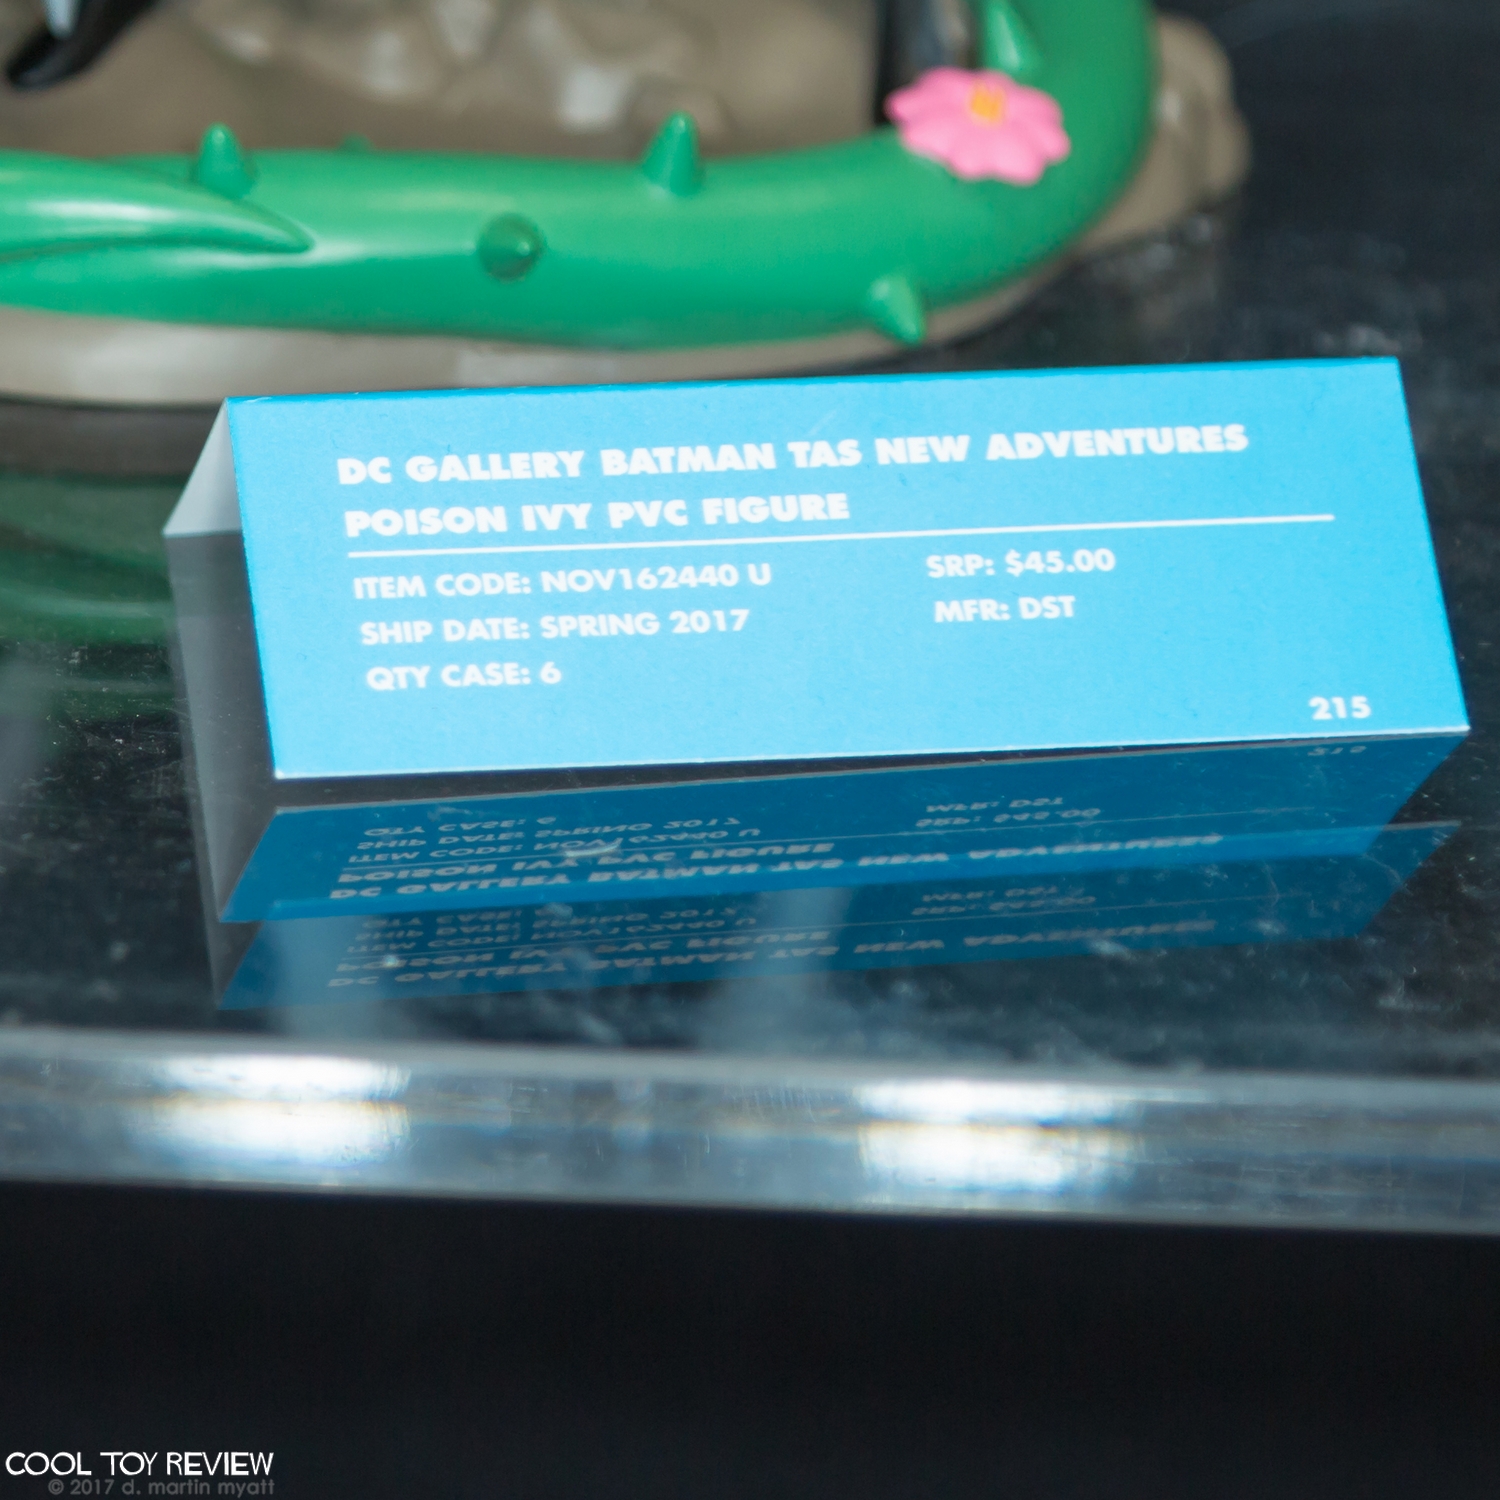 DC GALLERY BATMAN TAS NEW ADVENTURES
POISON IVY PVC FIGURE
ITEM CODE: NOV162440 U
SRP: $45.00
SHIP DATE: SPRING 2017
MFR: DST
QTY CASE: 6
215
COOL TOY REVIEW
© 2017 d. martin myatt